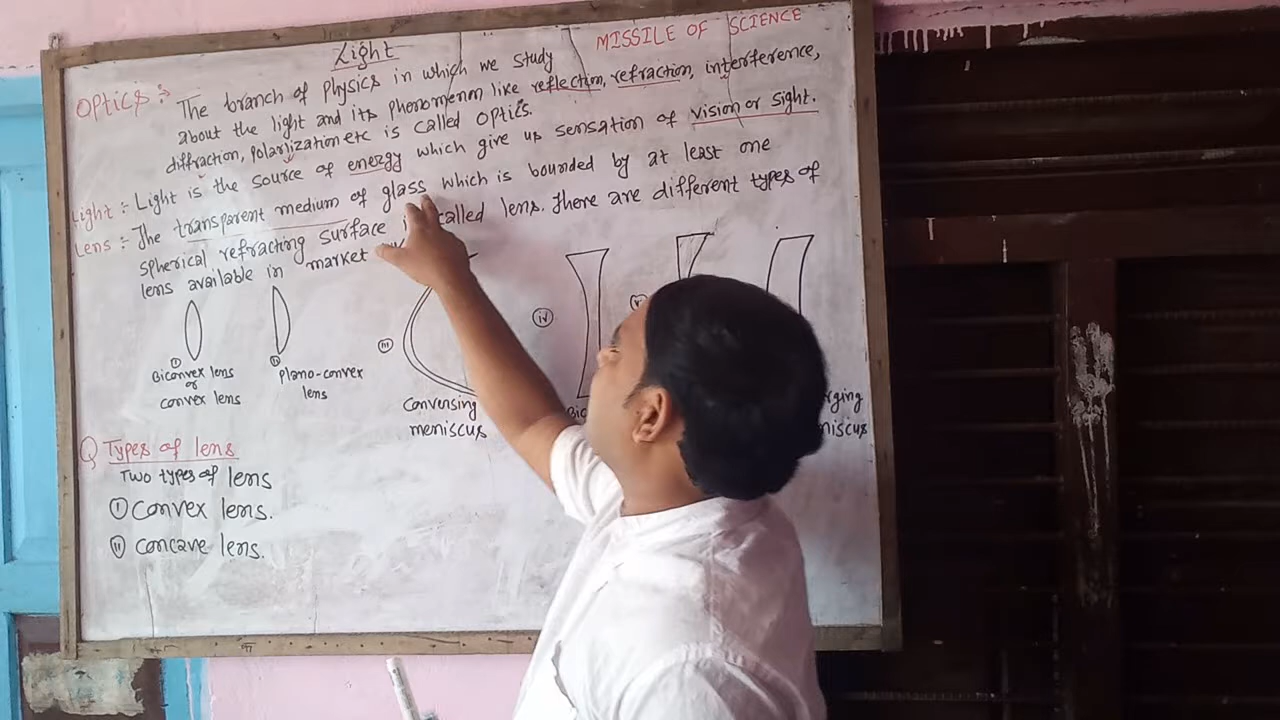 Light
MISSILE OF SCIENCE
Optics :- The branch of physics in which we study
about the light and its phenomenon like reflection, refraction, interference,
diffraction, polarization etc is called optics.
Light :- Light is the source of energy which give us sensation of vision or sight.
Lens :- The transparent medium of glass which is bounded by at least one
spherical refracting surface called lens. There are different types of
lens available in market
(i)
Biconvex lens
or
convex lens
(ii)
Plano-convex
lens
(iii)
Conversing
meniscus
(iv)
(v)
Q Types of lens
Two types of lens
(i) Convex lens.
(ii) Concave lens.